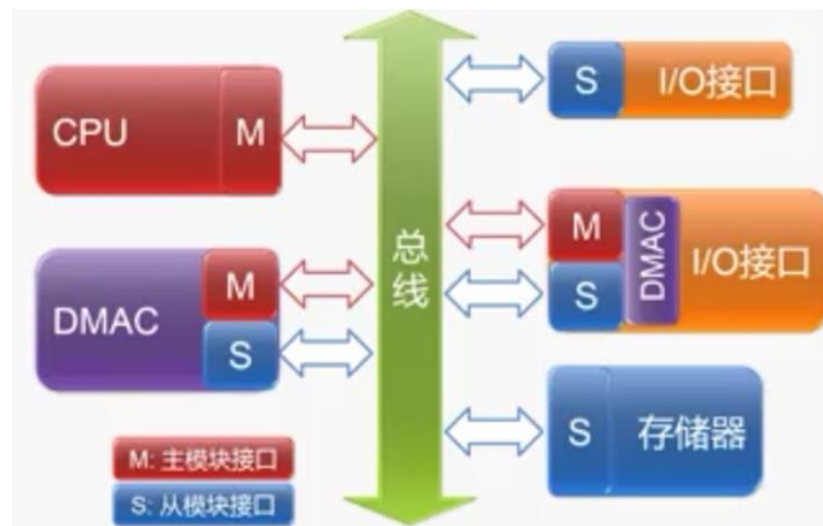 CPU M
DMAC M
S
M: 主模块接口
S: 从模块接口
总线
S I/O接口
M
S
DMAC
I/O接口
S 存储器